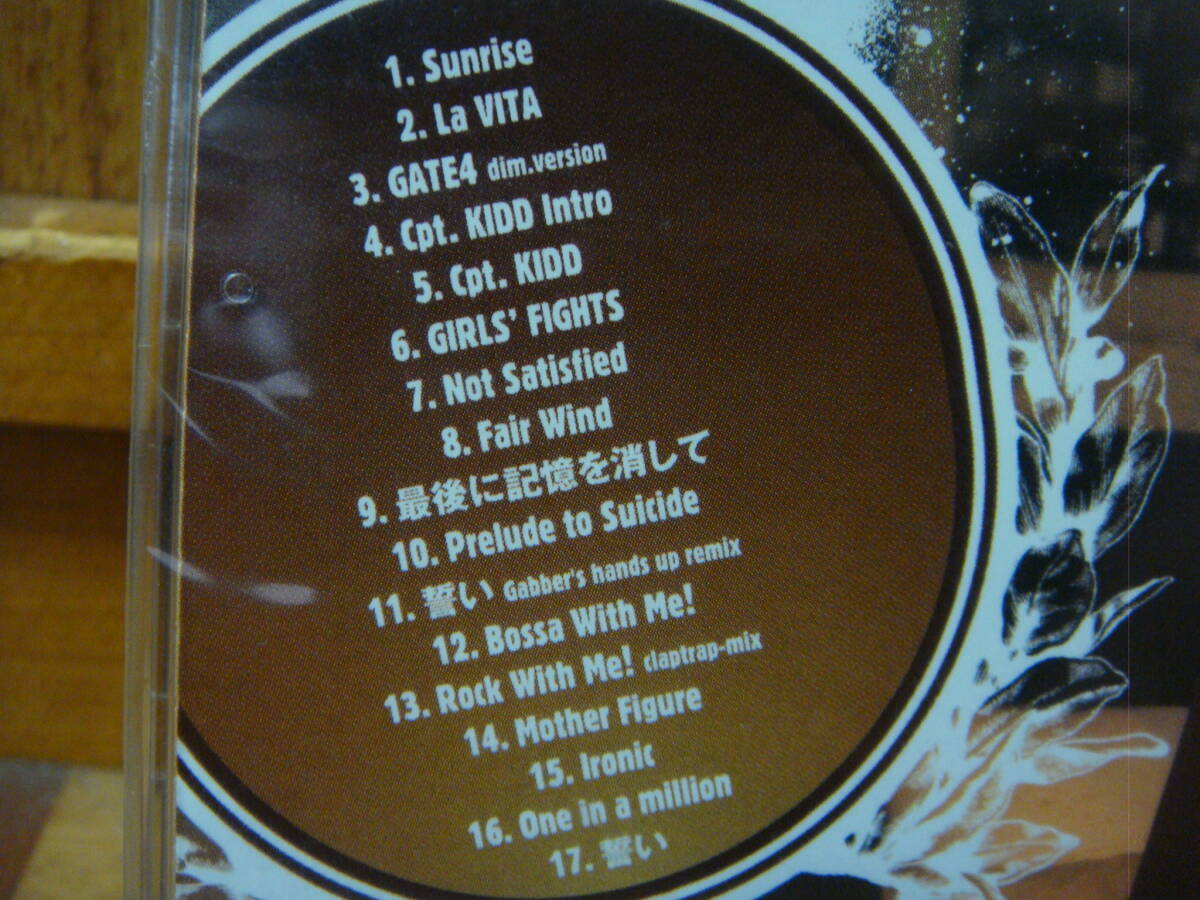 1. Sunrise
2. La VITA
3. GATE4 dim.version
4. Cpt. KIDD Intro
5. Cpt. KIDD
6. GIRLS' FIGHTS
7. Not Satisfied
8. Fair Wind
9. 最後に記憶を消して
10. Prelude to Suicide
11. 誓い Gabber's hands up remix
12. Bossa With Me!
13. Rock With Me! claptrap-mix
14. Mother Figure
15. Ironic
16. One in a million
17. 誓い